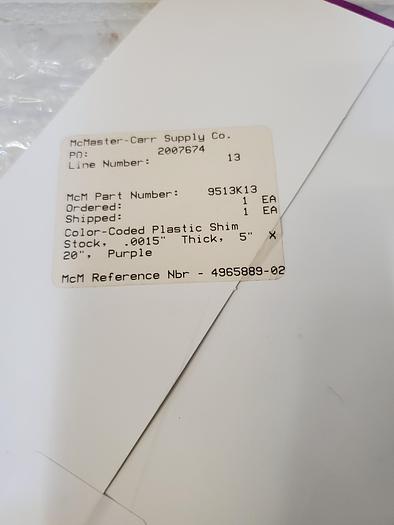 McMaster-Carr Supply Co.
PO: 2007674
Line Number: 13
McM Part Number: 9513K13
Ordered: 1 EA
Shipped: 1 EA
Color-Coded Plastic Shim
Stock, .0015" Thick, 5" X
20", Purple
McM Reference Nbr - 4965889-02